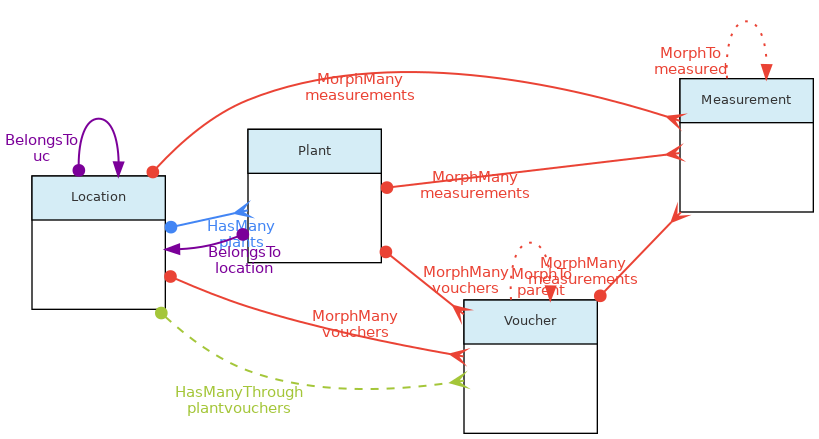 MorphTo
measured
MorphMany
measurements
Measurement
BelongsTo
uc
Plant
MorphMany
measurements
Location
HasMany
plants
BelongsTo
location
MorphMany
vouchers
MorphTo
parent
MorphMany
measurements
MorphMany
vouchers
Voucher
HasManyThrough
plantvouchers